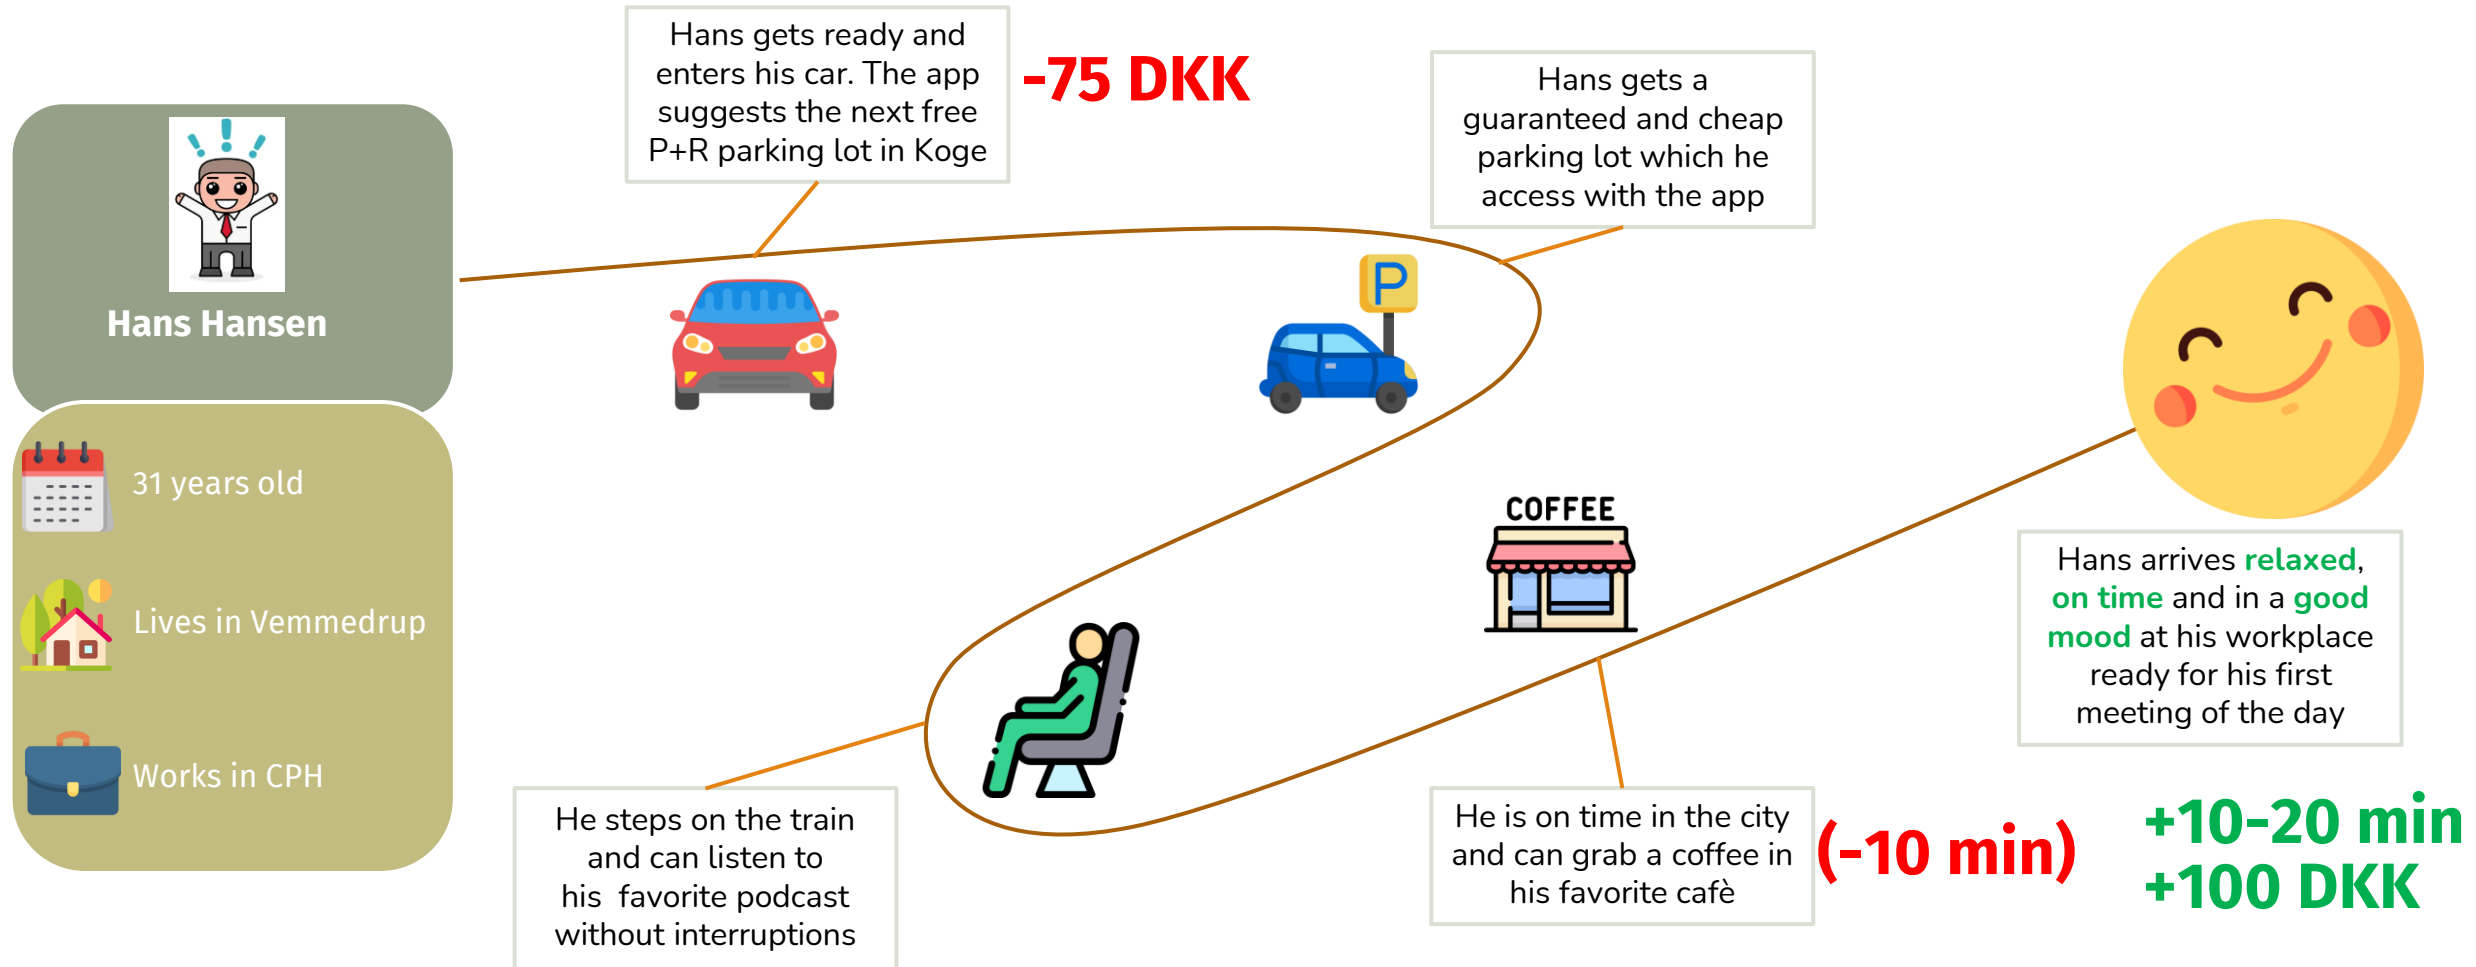 Hans Hansen
31 years old
Lives in Vemmedrup
Works in CPH
Hans gets ready and
enters his car. The app
suggests the next free
P+R parking lot in Koge
-75 DKK
Hans gets a
guaranteed and cheap
parking lot which he
access with the app
P
He steps on the train
and can listen to
his  favorite podcast
without interruptions
COFFEE
He is on time in the city
and can grab a coffee in
his favorite cafè
(-10 min)
Hans arrives relaxed,
on time and in a good
mood at his workplace
ready for his first
meeting of the day
+10-20 min
+100 DKK